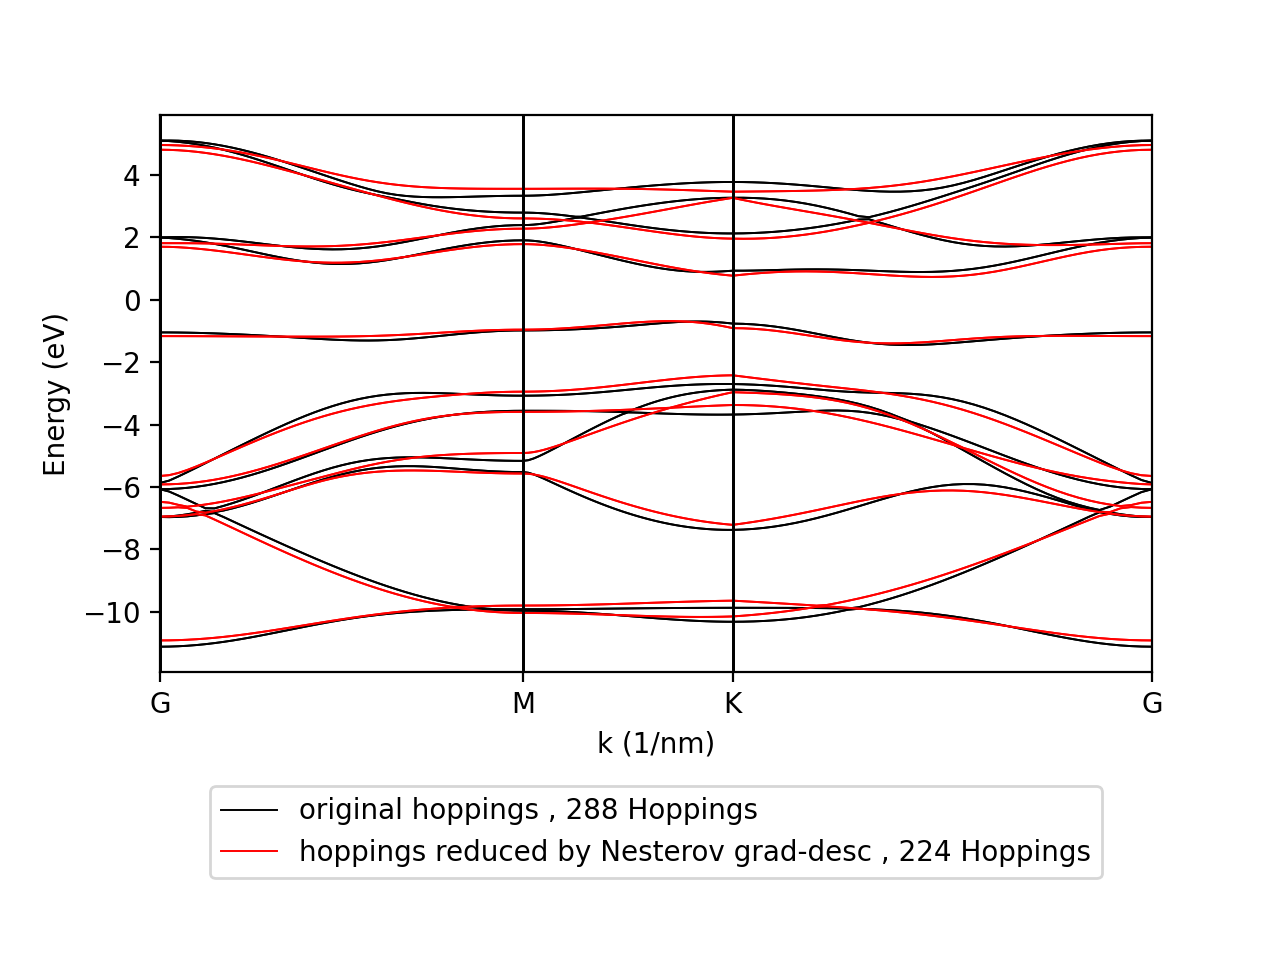 4
2
0
−2
−4
−6
−8
−10
Energy (eV)
G M K G
k (1/nm)
original hoppings , 288 Hoppings
hoppings reduced by Nesterov grad-desc , 224 Hoppings